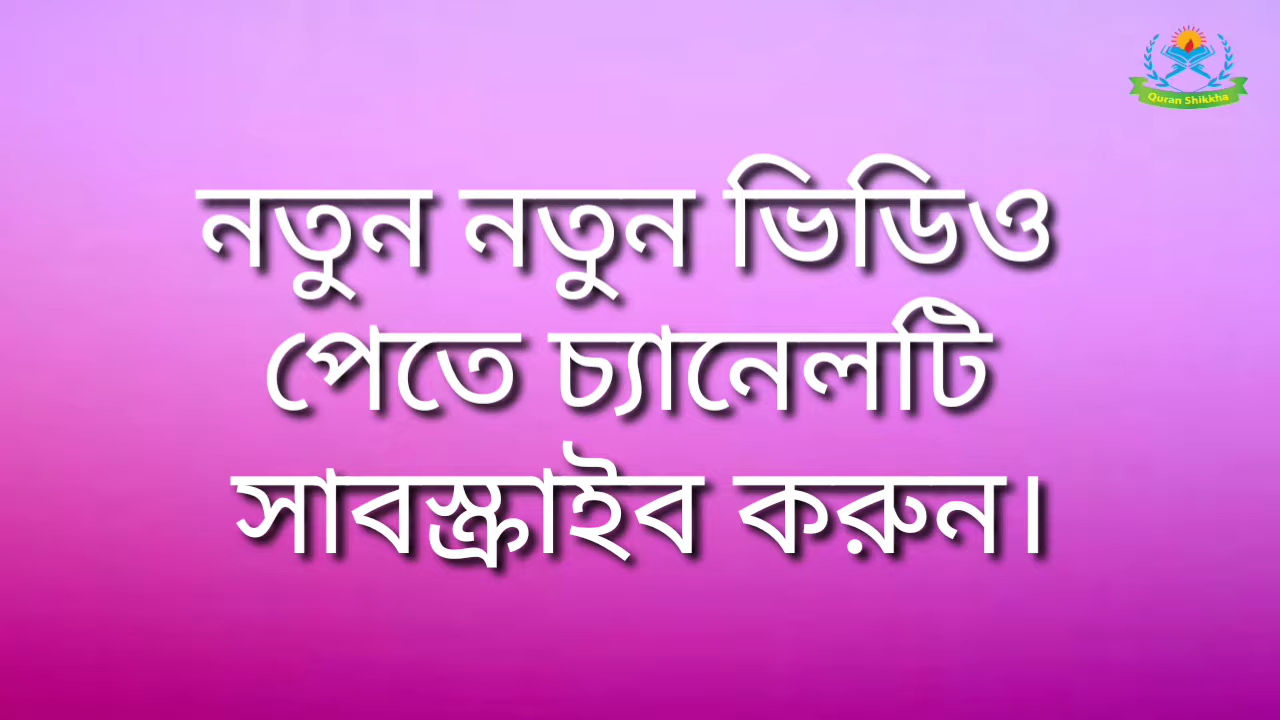 Quran Shikkha
নতুন নতুন ভিডিও
পেতে চ্যানেলটি
সাবস্ক্রাইব করুন।